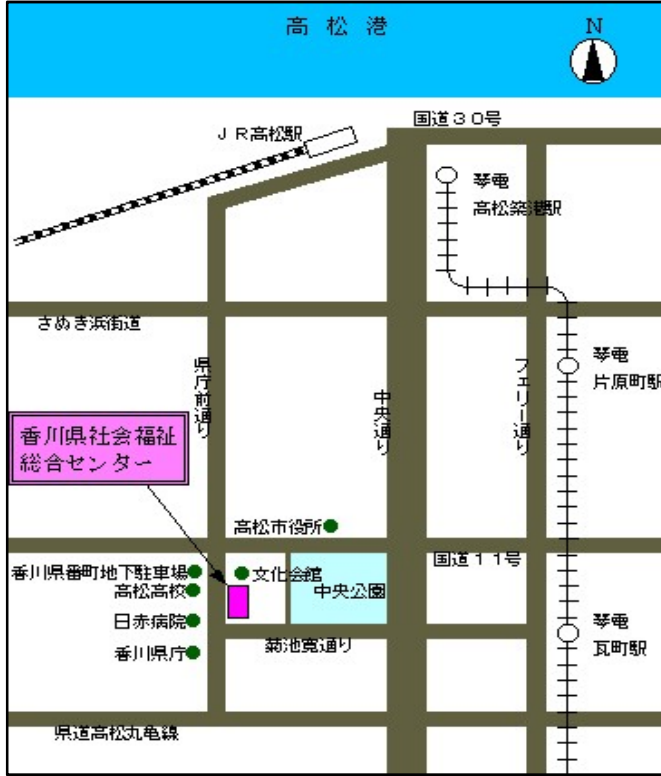 高松港
N
国道３０号
ＪＲ高松駅
琴電
高松築港駅
さぬき浜街道
県庁前通り
中央通り
フェリー通り
琴電
片原町駅
香川県社会福祉
総合センター
高松市役所
国道１１号
香川県番町地下駐車場
文化会館
高松高校
中央公園
日赤病院
菊池寛通り
琴電
瓦町駅
香川県庁
県道高松丸亀線